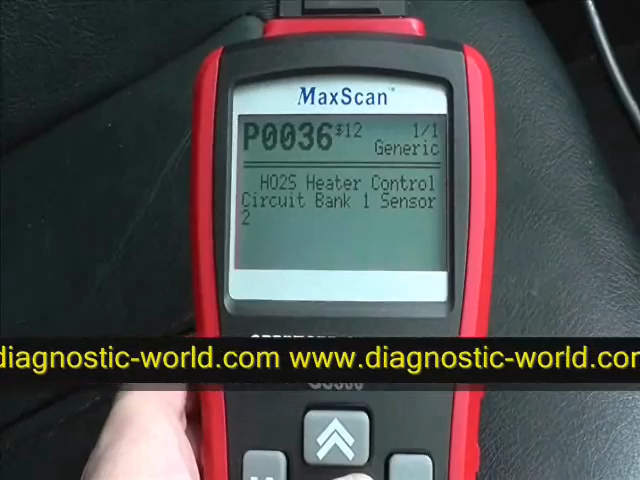 MaxScan™
P0036 $12 1/1
Generic
HO2S Heater Control
Circuit Bank 1 Sensor
2
diagnostic-world.com www.diagnostic-world.com